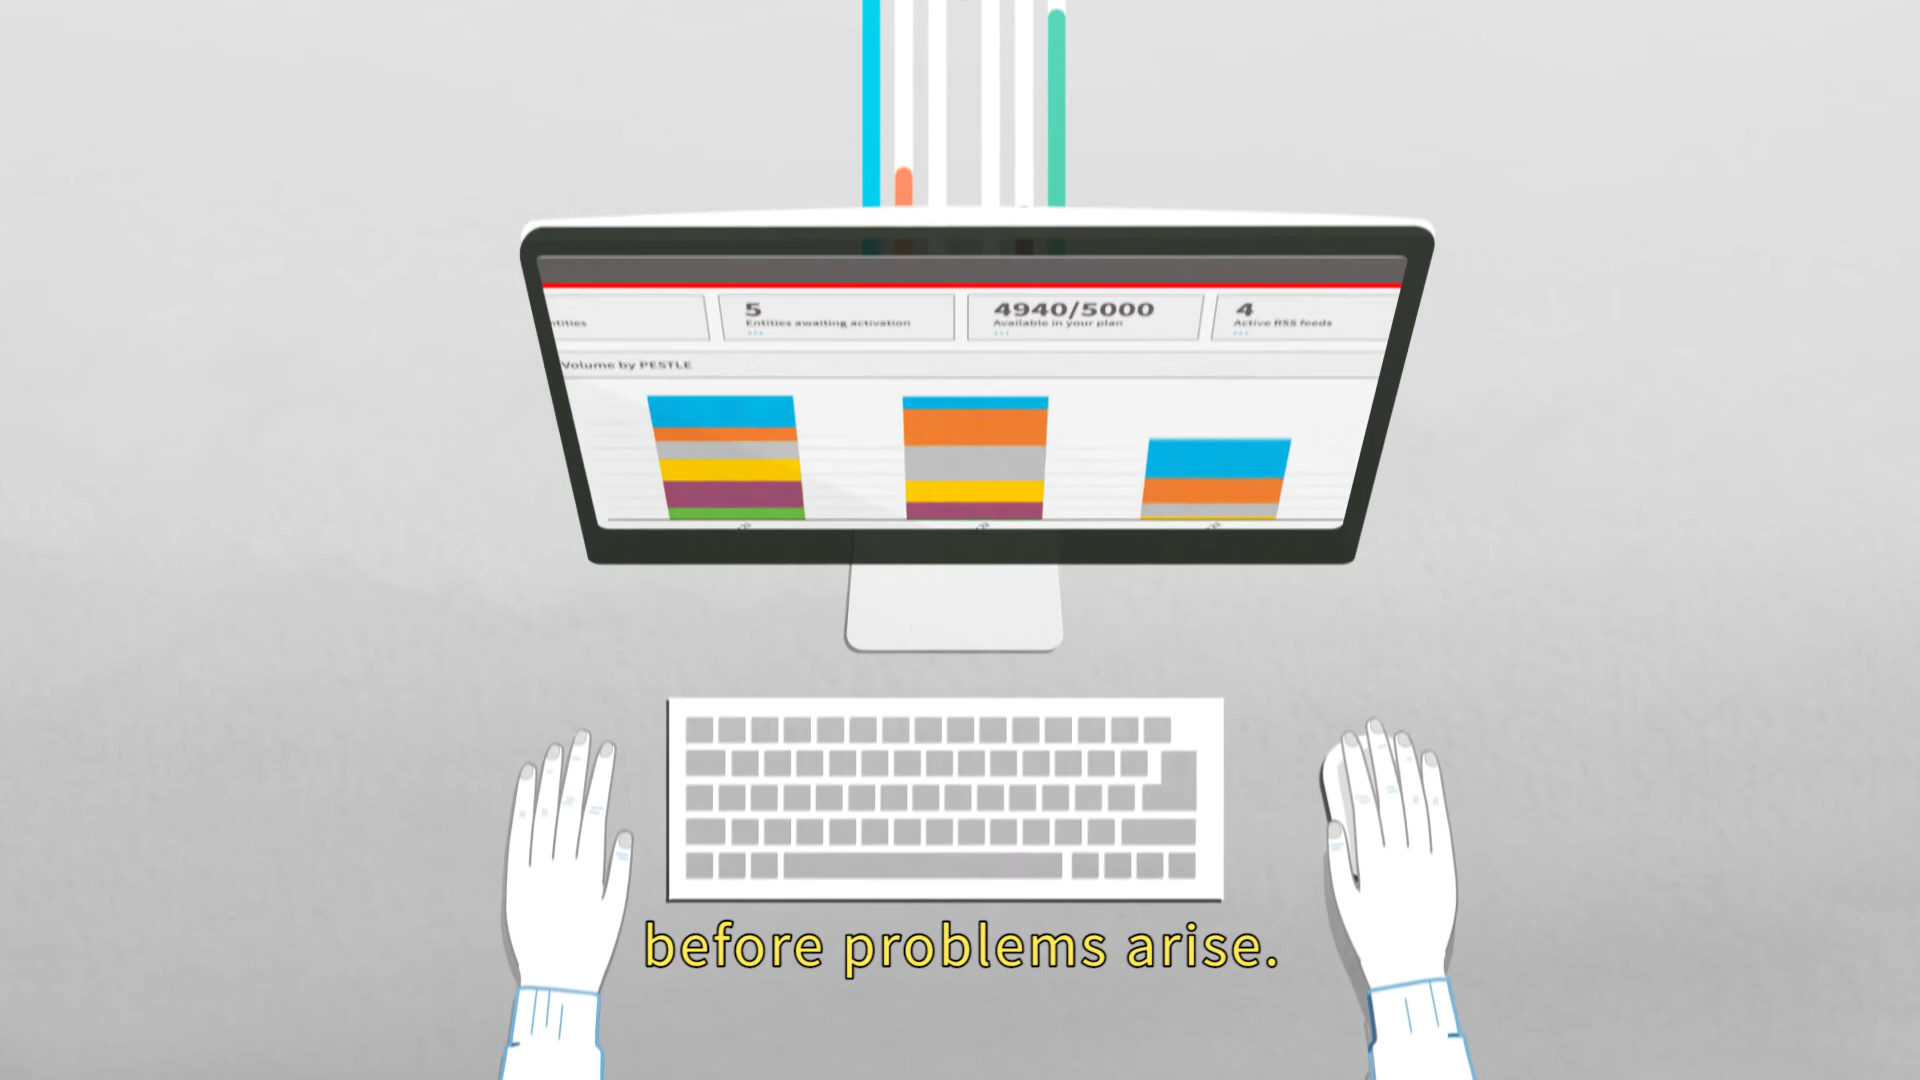 ntities
5
Entities awaiting activation
4940/5000
Available in your plan
4
Active RSS feeds
Volume by PESTLE
before problems arise.